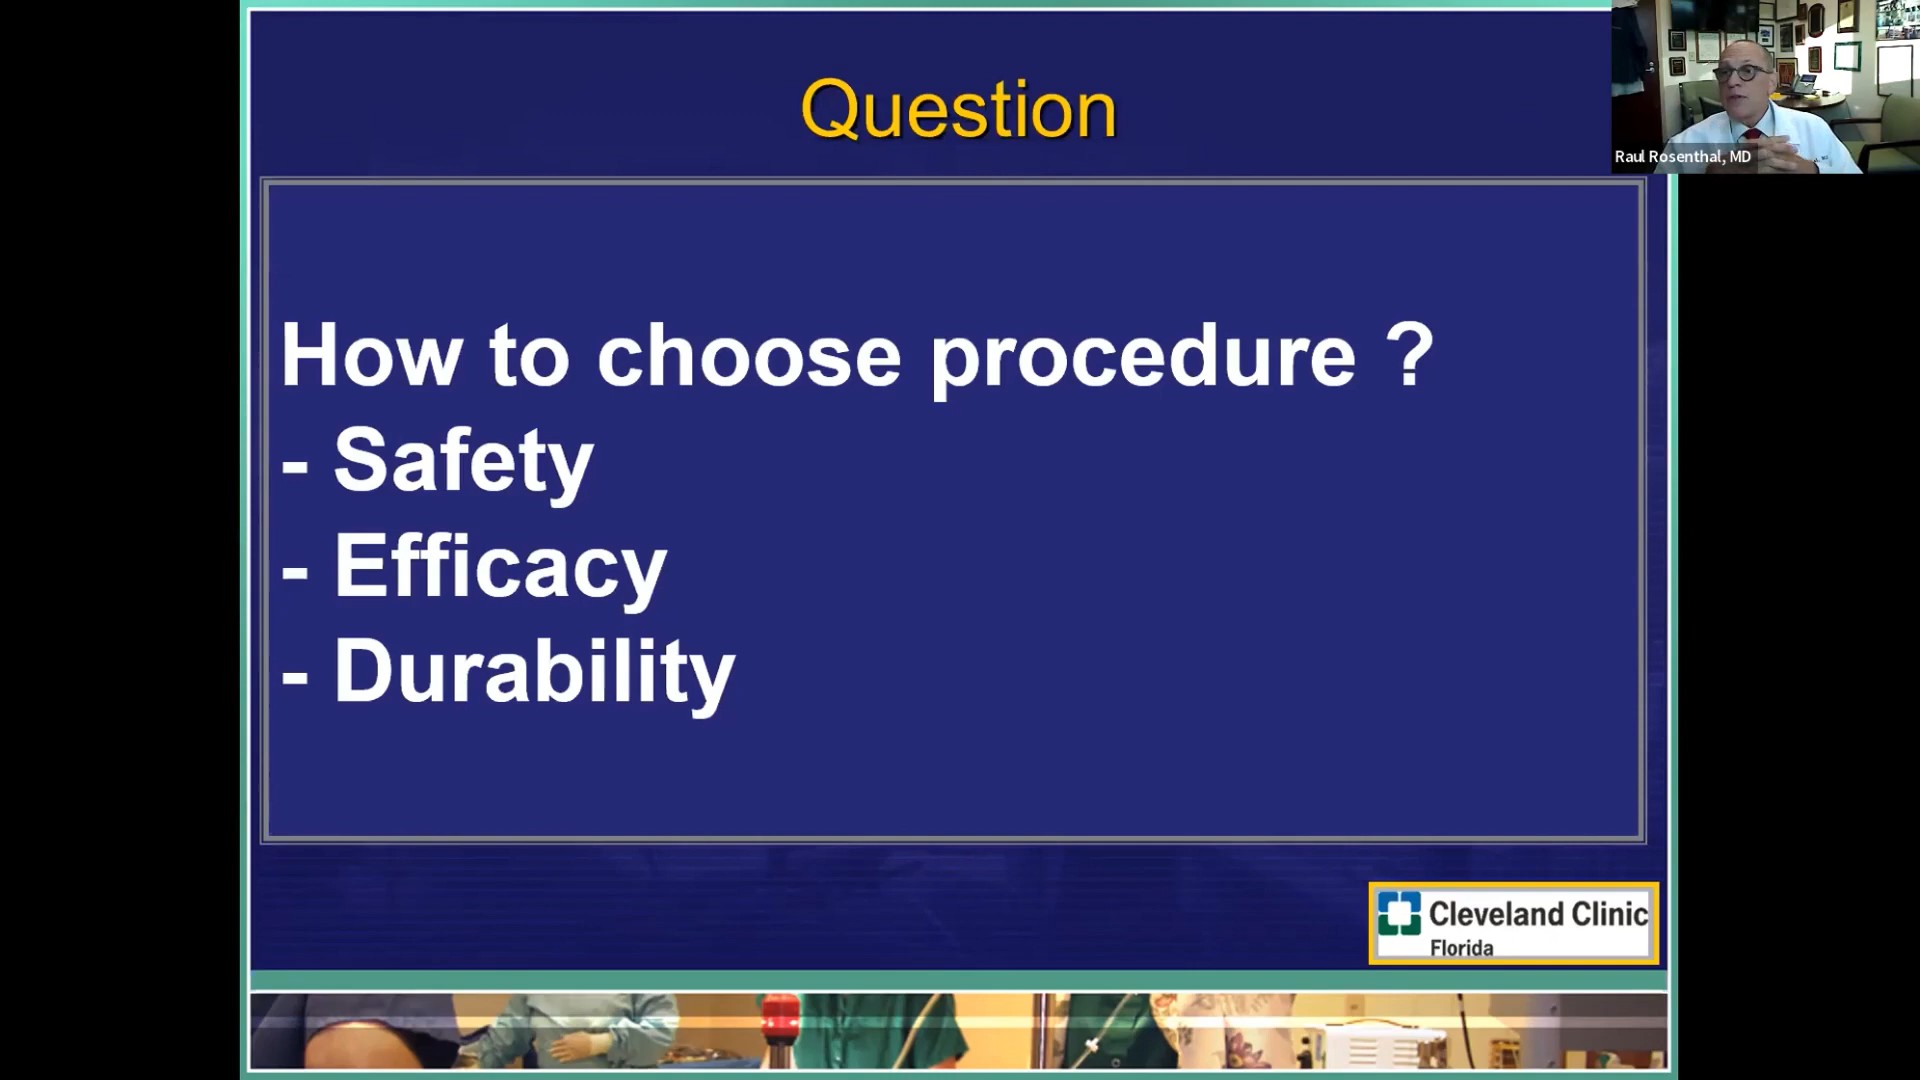 Question
Raul Rosenthal, MD
How to choose procedure ?
- Safety
- Efficacy
- Durability
Cleveland Clinic
Florida